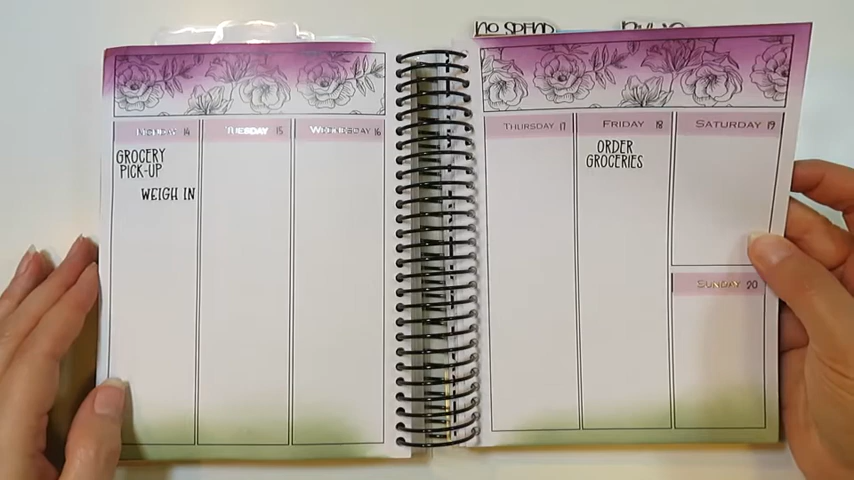 NO SPEND
MONDAY 14
TUESDAY 15
WEDNESDAY 16
THURSDAY 17
FRIDAY 18
SATURDAY 19
GROCERY
PICK-UP
WEIGH IN
ORDER
GROCERIES
SUNDAY 20